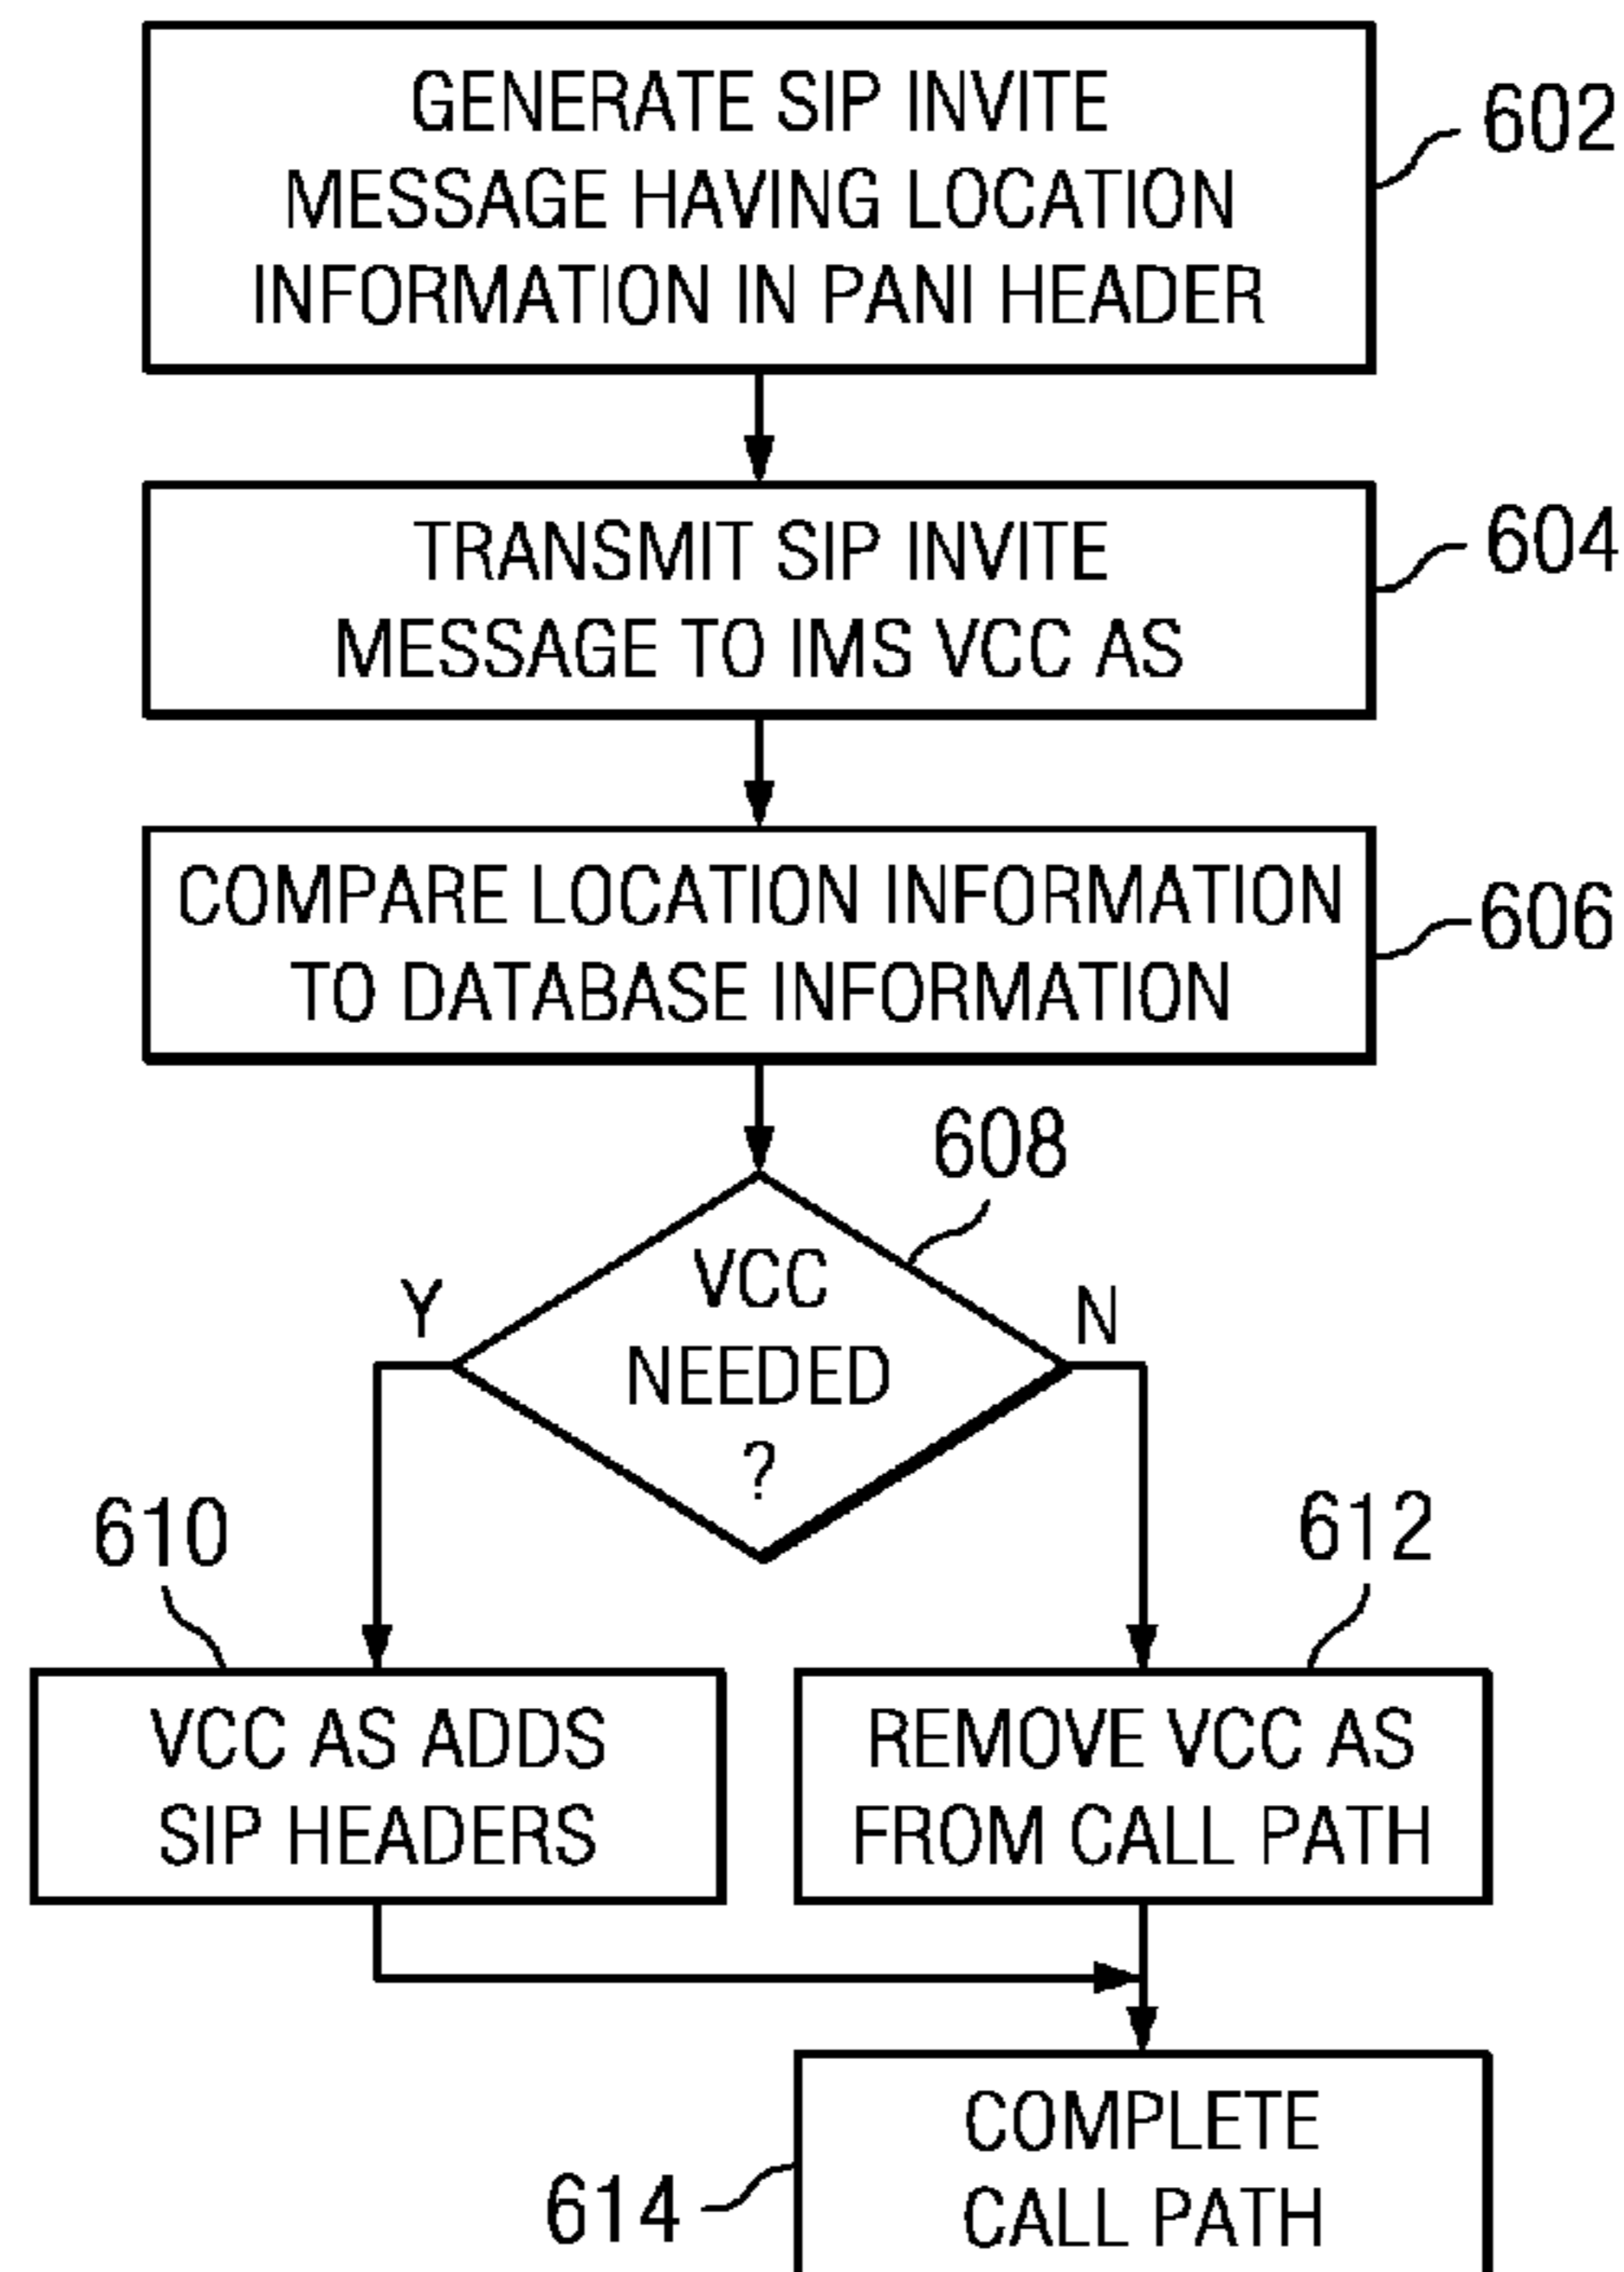 GENERATE SIP INVITE
MESSAGE HAVING LOCATION
INFORMATION IN PANI HEADER
602
TRANSMIT SIP INVITE
MESSAGE TO IMS VCC AS
604
COMPARE LOCATION INFORMATION
TO DATABASE INFORMATION
606
608
VCC
NEEDED
?
Y
N
610
612
VCC AS ADDS
SIP HEADERS
REMOVE VCC AS
FROM CALL PATH
COMPLETE
CALL PATH
614